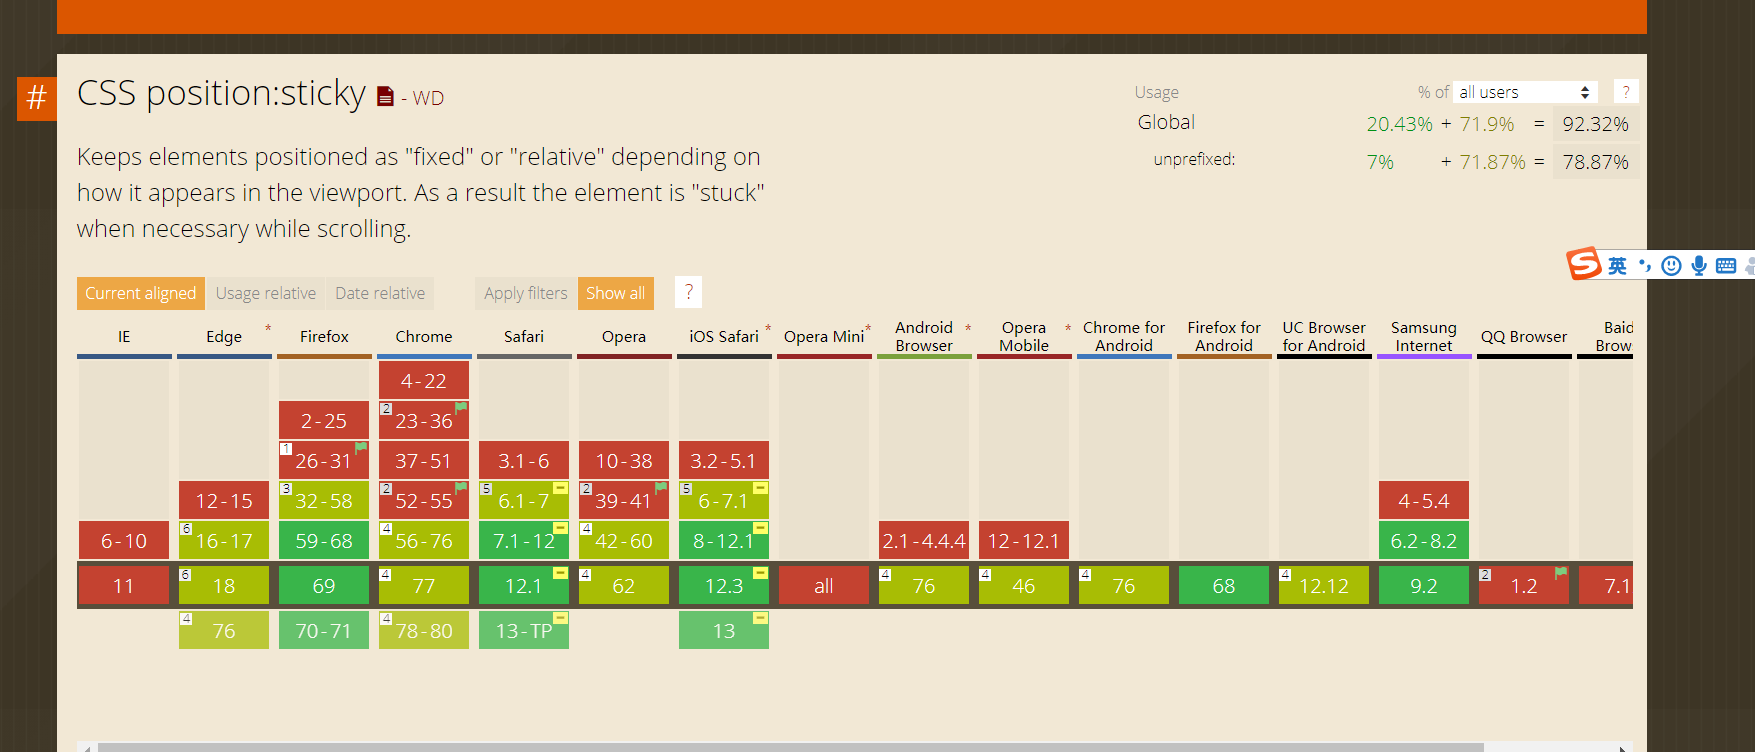 #
CSS position:sticky - WD
Usage % of all users ?
Global 20.43% + 71.9% = 92.32%
unprefixed: 7% + 71.87% = 78.87%
Keeps elements positioned as "fixed" or "relative" depending on
how it appears in the viewport. As a result the element is "stuck"
when necessary while scrolling.
S 英
Current aligned Usage relative Date relative Apply filters Show all ?
IE Edge * Firefox Chrome Safari Opera iOS Safari * Opera Mini * Android Browser * Opera Mobile * Chrome for Android Firefox for Android UC Browser for Android Samsung Internet QQ Browser Baid Brow
4-22
2-25 2 23-36
1 26-31 37-51 3.1-6 10-38 3.2-5.1
12-15 3 32-58 2 52-55 5 6.1-7 2 39-41 5 6-7.1 4-5.4
6-10 6 16-17 59-68 4 56-76 7.1-12 4 42-60 8-12.1 2.1-4.4.4 12-12.1 6.2-8.2
11 6 18 69 4 77 12.1 4 62 12.3 all 4 76 4 46 4 76 68 4 12.12 9.2 2 1.2 7.1
4 76 70-71 4 78-80 13-TP 13